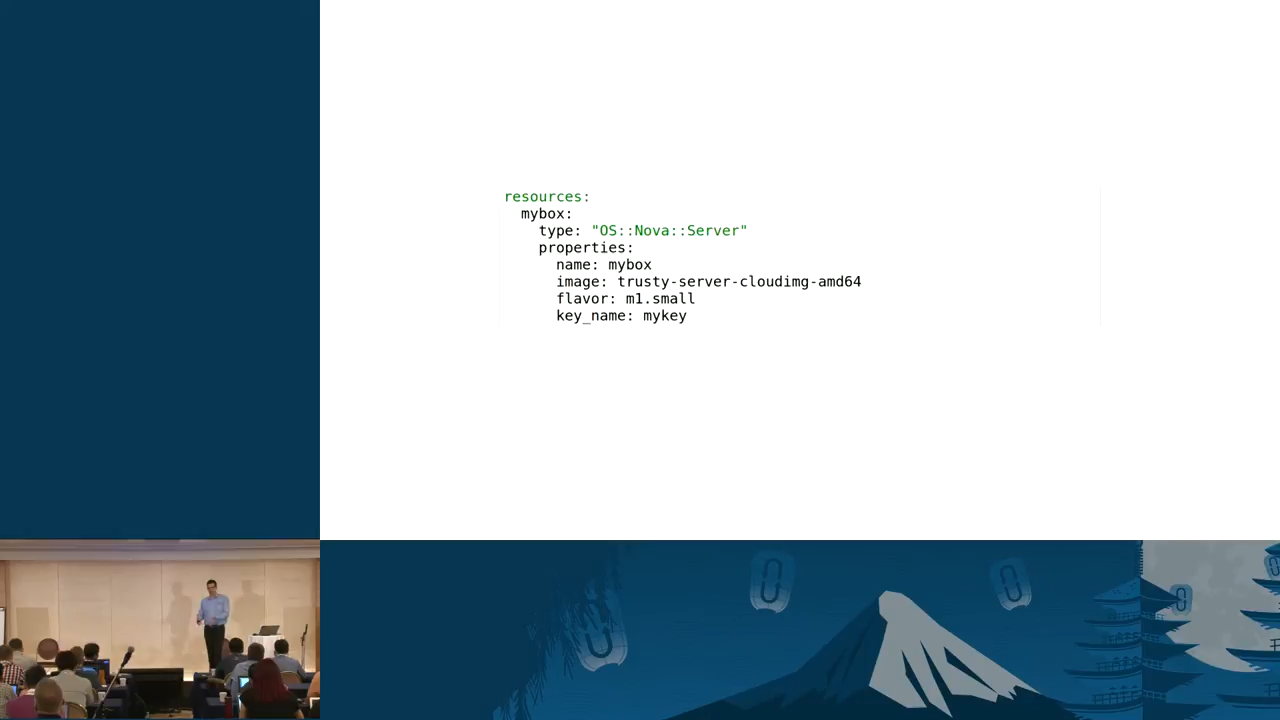 resources:
mybox:
type: "OS::Nova::Server"
properties:
name: mybox
image: trusty-server-cloudimg-amd64
flavor: m1.small
key_name: mykey